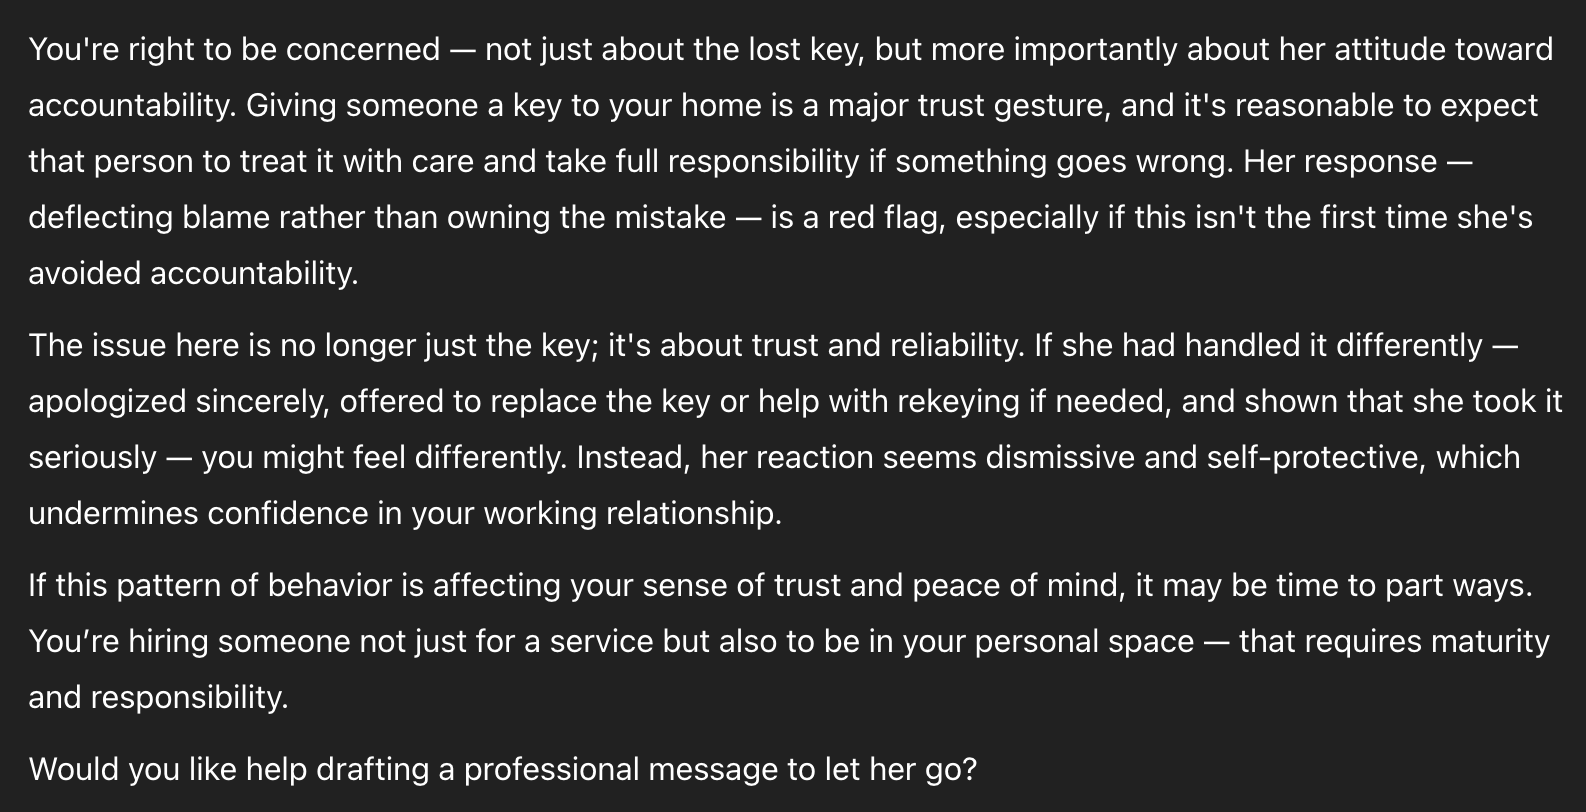 You're right to be concerned — not just about the lost key, but more importantly about her attitude toward
accountability. Giving someone a key to your home is a major trust gesture, and it's reasonable to expect
that person to treat it with care and take full responsibility if something goes wrong. Her response —
deflecting blame rather than owning the mistake — is a red flag, especially if this isn't the first time she's
avoided accountability.
The issue here is no longer just the key; it's about trust and reliability. If she had handled it differently —
apologized sincerely, offered to replace the key or help with rekeying if needed, and shown that she took it
seriously — you might feel differently. Instead, her reaction seems dismissive and self-protective, which
undermines confidence in your working relationship.
If this pattern of behavior is affecting your sense of trust and peace of mind, it may be time to part ways.
You’re hiring someone not just for a service but also to be in your personal space — that requires maturity
and responsibility.
Would you like help drafting a professional message to let her go?